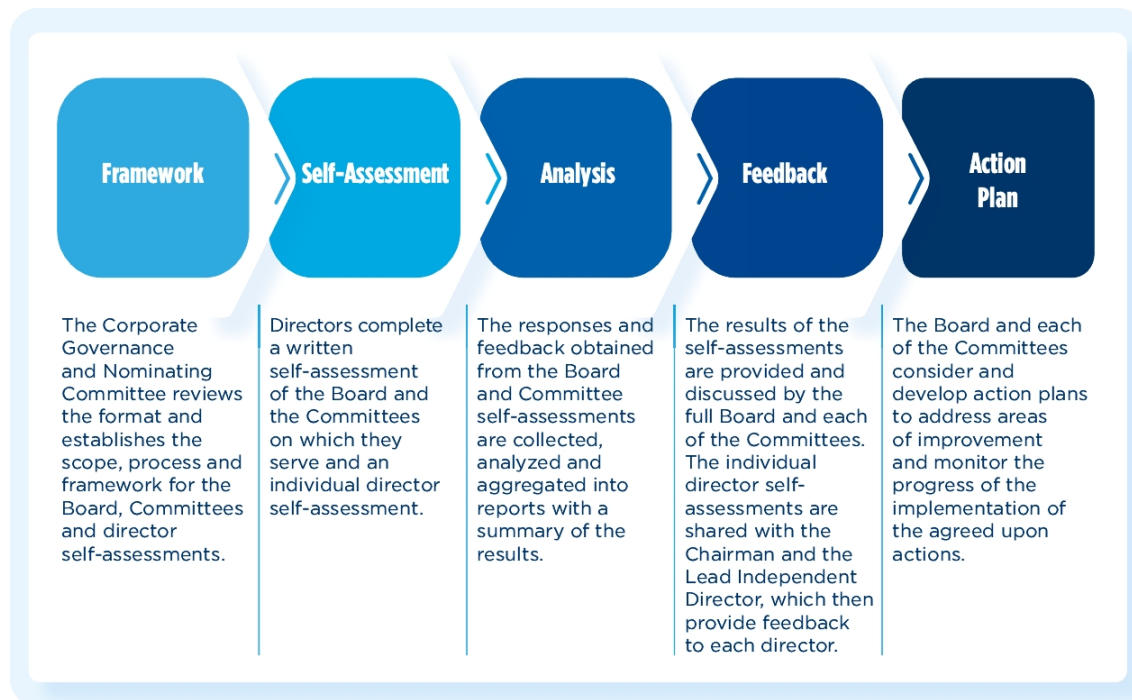 Framework
Self-Assessment
Analysis
Feedback
Action
Plan
The Corporate
Governance
and Nominating
Committee reviews
the format and
establishes the
scope, process and
framework for the
Board, Committees
and director
self-assessments.
Directors complete
a written
self-assessment
of the Board and
the Committees
on which they
serve and an
individual director
self-assessment.
The responses and
feedback obtained
from the Board
and Committee
self-assessments
are collected,
analyzed and
aggregated into
reports with a
summary of the
results.
The results of the
self-assessments
are provided and
discussed by the
full Board and each
of the Committees.
The individual
director self-
assessments are
shared with the
Chairman and the
Lead Independent
Director, which then
provide feedback
to each director.
The Board and each
of the Committees
consider and
develop action plans
to address areas
of improvement
and monitor the
progress of the
implementation of
the agreed upon
actions.